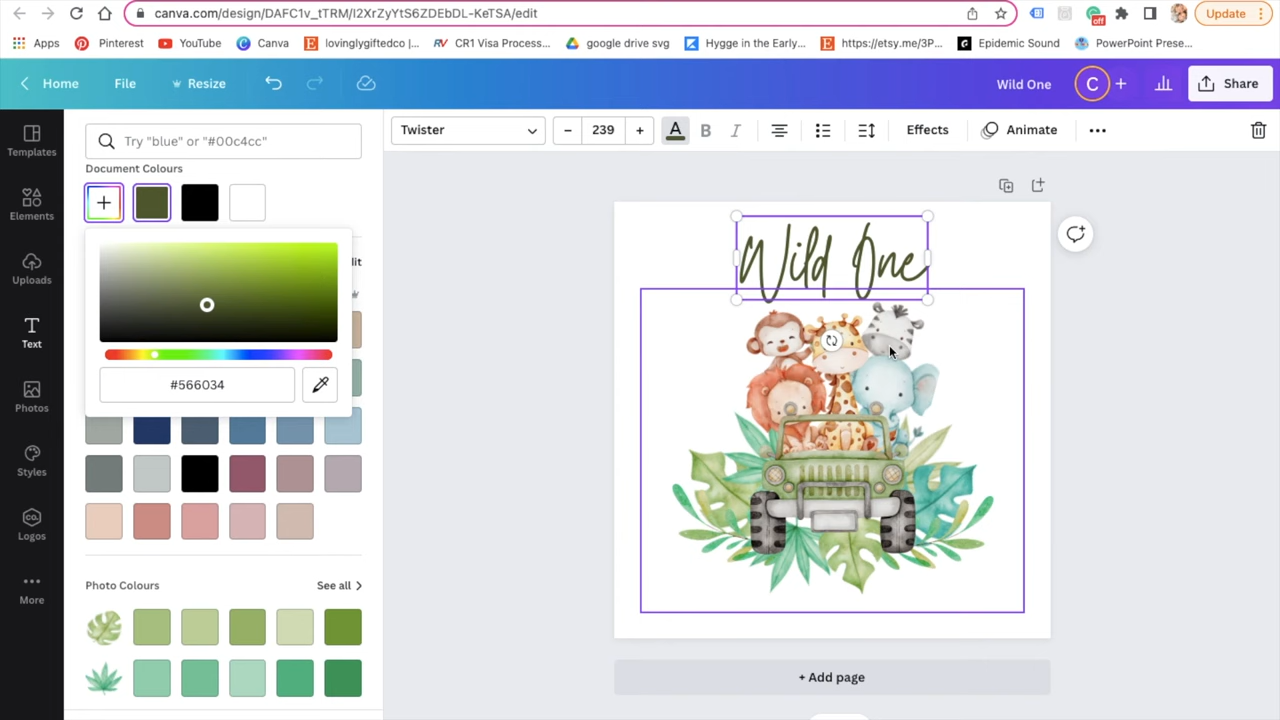 canva.com/design/DAFC1v_tTRM/I2XrZyYtS6ZDEbDL-KeTSA/edit
off
Update
Apps
Pinterest
YouTube
Canva
lovinglygiftedco |...
CR1 Visa Process...
google drive svg
Hygge in the Early...
https://etsy.me/3P...
Epidemic Sound
PowerPoint Prese...
Home
File
Resize
Wild One
C
Share
Templates
Elements
Uploads
Text
Photos
Styles
Logos
More
Try "blue" or "#00c4cc"
Document Colours
#566034
Photo Colours
See all
Twister
239
A
B
I
Effects
Animate
Wild One
+ Add page